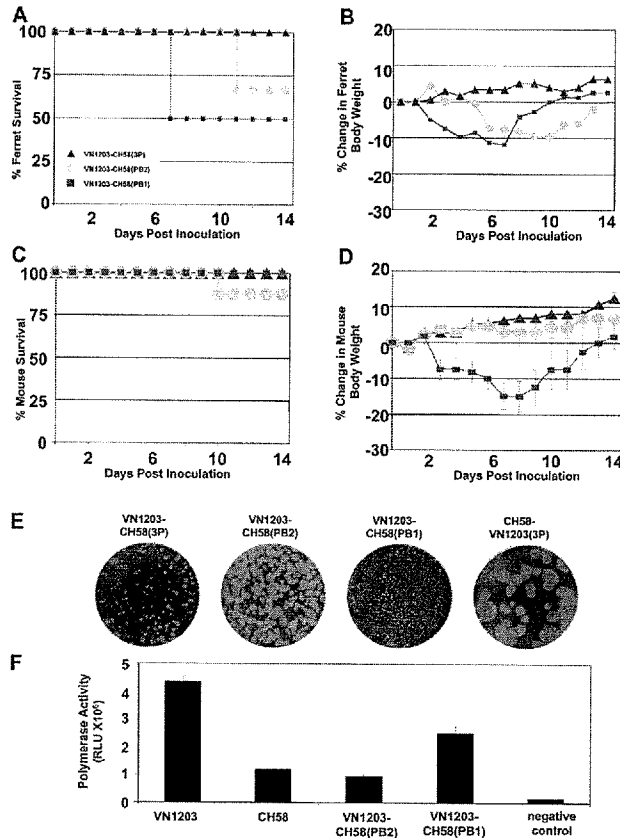 A
% Ferret Survival
100
75
50
25
0
VN1203-CH58(3P)
VN1203-CH58(PB2)
VN1203-CH58(PB1)
2 6 10 14
Days Post Inoculation
B
% Change in Ferret
Body Weight
20
10
0
-10
-20
-30
2 6 10 14
Days Post Inoculation
C
% Mouse Survival
100
75
50
25
0
2 6 10 14
Days Post Inoculation
D
% Change in Mouse
Body Weight
20
10
0
-10
-20
-30
2 6 10 14
Days Post Inoculation
E
VN1203-
CH58(3P)
VN1203-
CH58(PB2)
VN1203-
CH58(PB1)
CH58-
VN1203(3P)
F
Polymerase Activity
(RLU X10⁶)
5
4
3
2
1
0
VN1203
CH58
VN1203-
CH58(PB2)
VN1203-
CH58(PB1)
negative
control